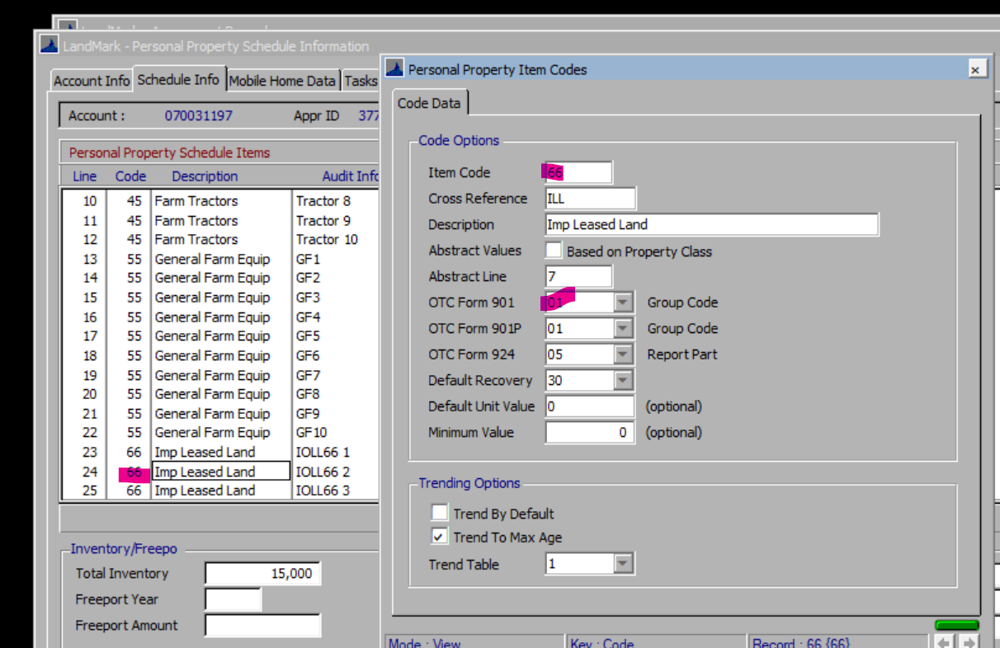 LandMark - Personal Property Schedule Information
Account Info Schedule Info Mobile Home Data Tasks
Account : 070031197 Appr ID 377
Personal Property Schedule Items
Line Code Description Audit Info
10 45 Farm Tractors Tractor 8
11 45 Farm Tractors Tractor 9
12 45 Farm Tractors Tractor 10
13 55 General Farm Equip GF1
14 55 General Farm Equip GF2
15 55 General Farm Equip GF3
16 55 General Farm Equip GF4
17 55 General Farm Equip GF5
18 55 General Farm Equip GF6
19 55 General Farm Equip GF7
20 55 General Farm Equip GF8
21 55 General Farm Equip GF9
22 55 General Farm Equip GF10
23 66 Imp Leased Land IOLL66 1
24 66 Imp Leased Land IOLL66 2
25 66 Imp Leased Land IOLL66 3
Inventory/Freepo
Total Inventory 15,000
Freeport Year
Freeport Amount
Personal Property Item Codes
Code Data
Code Options
Item Code 66
Cross Reference ILL
Description Imp Leased Land
Abstract Values Based on Property Class
Abstract Line 7
OTC Form 901 01 Group Code
OTC Form 901P 01 Group Code
OTC Form 924 05 Report Part
Default Recovery 30
Default Unit Value 0 (optional)
Minimum Value 0 (optional)
Trending Options
Trend By Default
Trend To Max Age
Trend Table 1
Mode : View Key : Code Record : 66 {66}